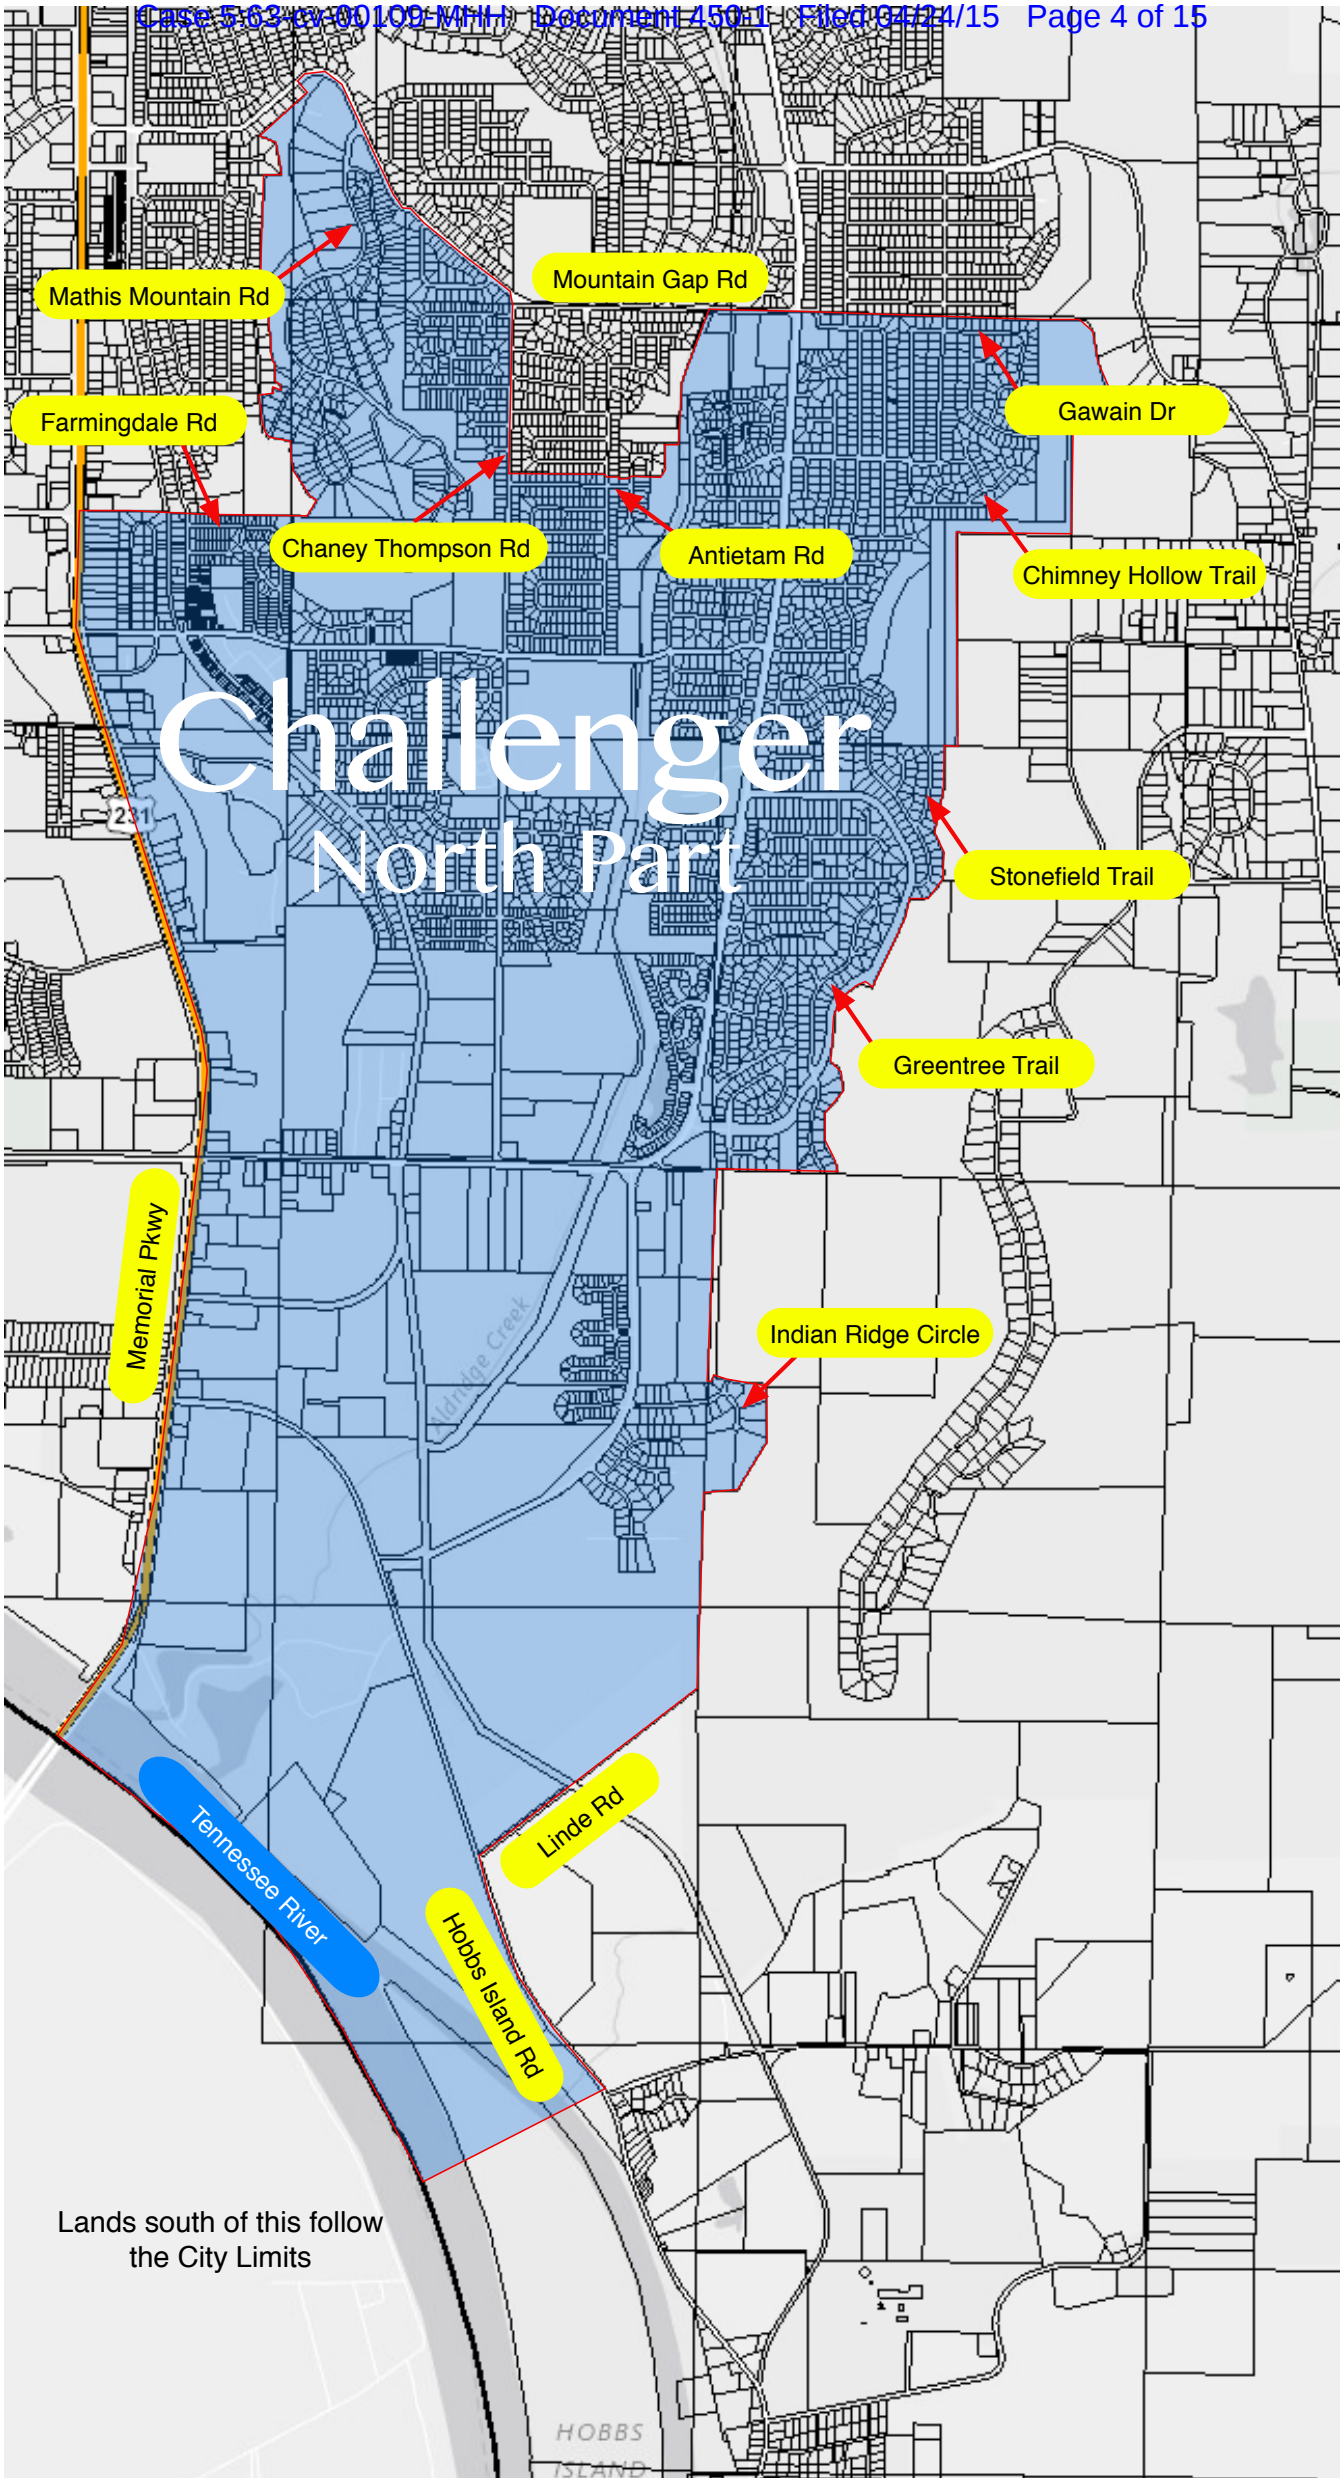 Case 5:63-cv-00109-MHH Document 450-1 Filed 04/24/15 Page 4 of 15
Mountain Gap Rd
Mathis Mountain Rd
Gawain Dr
Farmingdale Rd
Chaney Thompson Rd
Antietam Rd
Chimney Hollow Trail
Challenger
North Part
231
Stonefield Trail
Greentree Trail
Memorial Pkwy
Indian Ridge Circle
Aldridge Creek
Linde Rd
Tennessee River
Hobbs Island Rd
Lands south of this follow
the City Limits
HOBBS
ISLAND